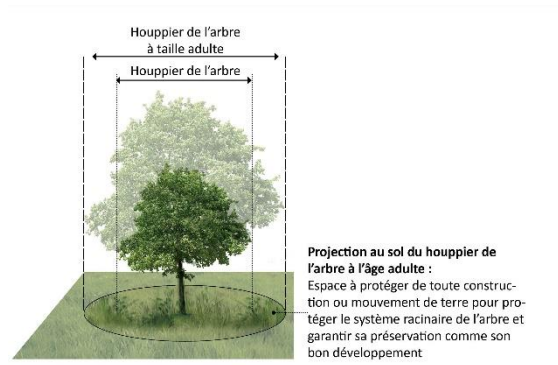 Houppier de l'arbre
à taille adulte
Houppier de l'arbre
Projection au sol du houppier de
l'arbre à l'âge adulte :
Espace à protéger de toute construc-
tion ou mouvement de terre pour pro-
téger le système racinaire de l'arbre et
garantir sa préservation comme son
bon développement